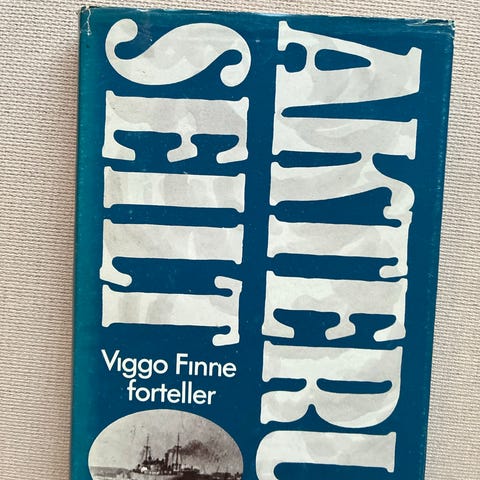 AKTERU
SEILT
Viggo Finne
forteller